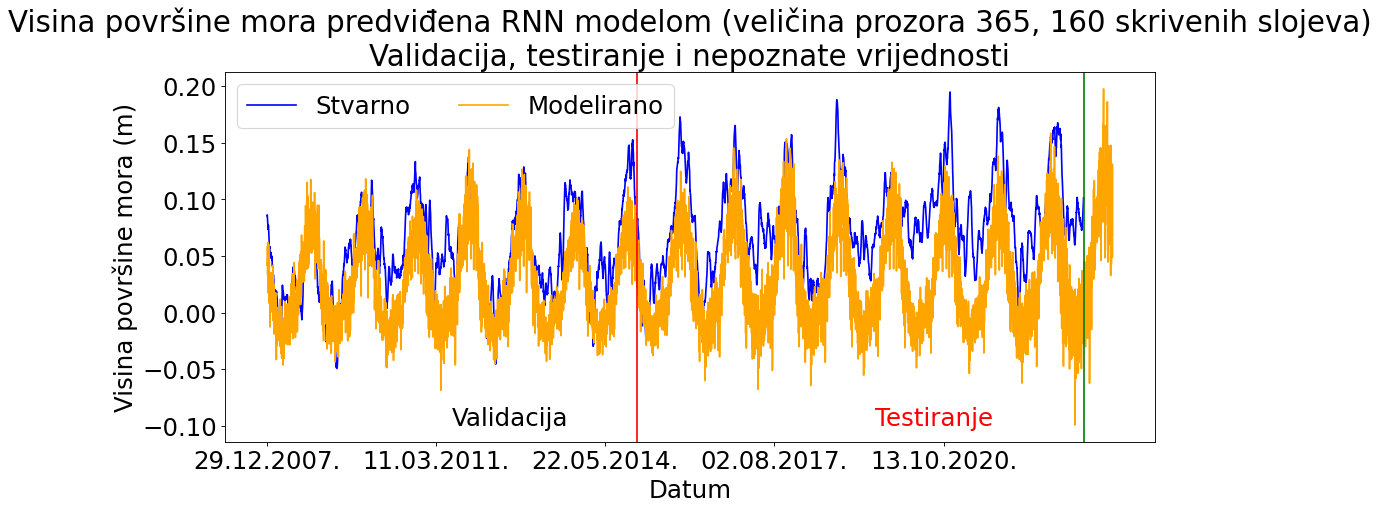 Visina površine mora predviđena RNN modelom (veličina prozora 365, 160 skrivenih slojeva)
Validacija, testiranje i nepoznate vrijednosti
Stvarno
Modelirano
Visina površine mora (m)
0.20
0.15
0.10
0.05
0.00
−0.05
−0.10
Validacija
Testiranje
29.12.2007.
11.03.2011.
22.05.2014.
02.08.2017.
13.10.2020.
Datum